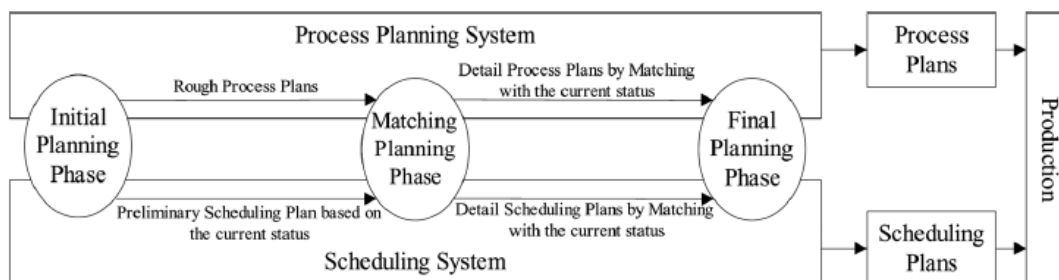 Process Planning System
Process
Plans
Rough Process Plans
Detail Process Plans by Matching
with the current status
Initial
Planning
Phase
Matching
Planning
Phase
Final
Planning
Phase
Production
Preliminary Scheduling Plan based on
the current status
Detail Scheduling Plans by Matching
with the current status
Scheduling System
Scheduling
Plans